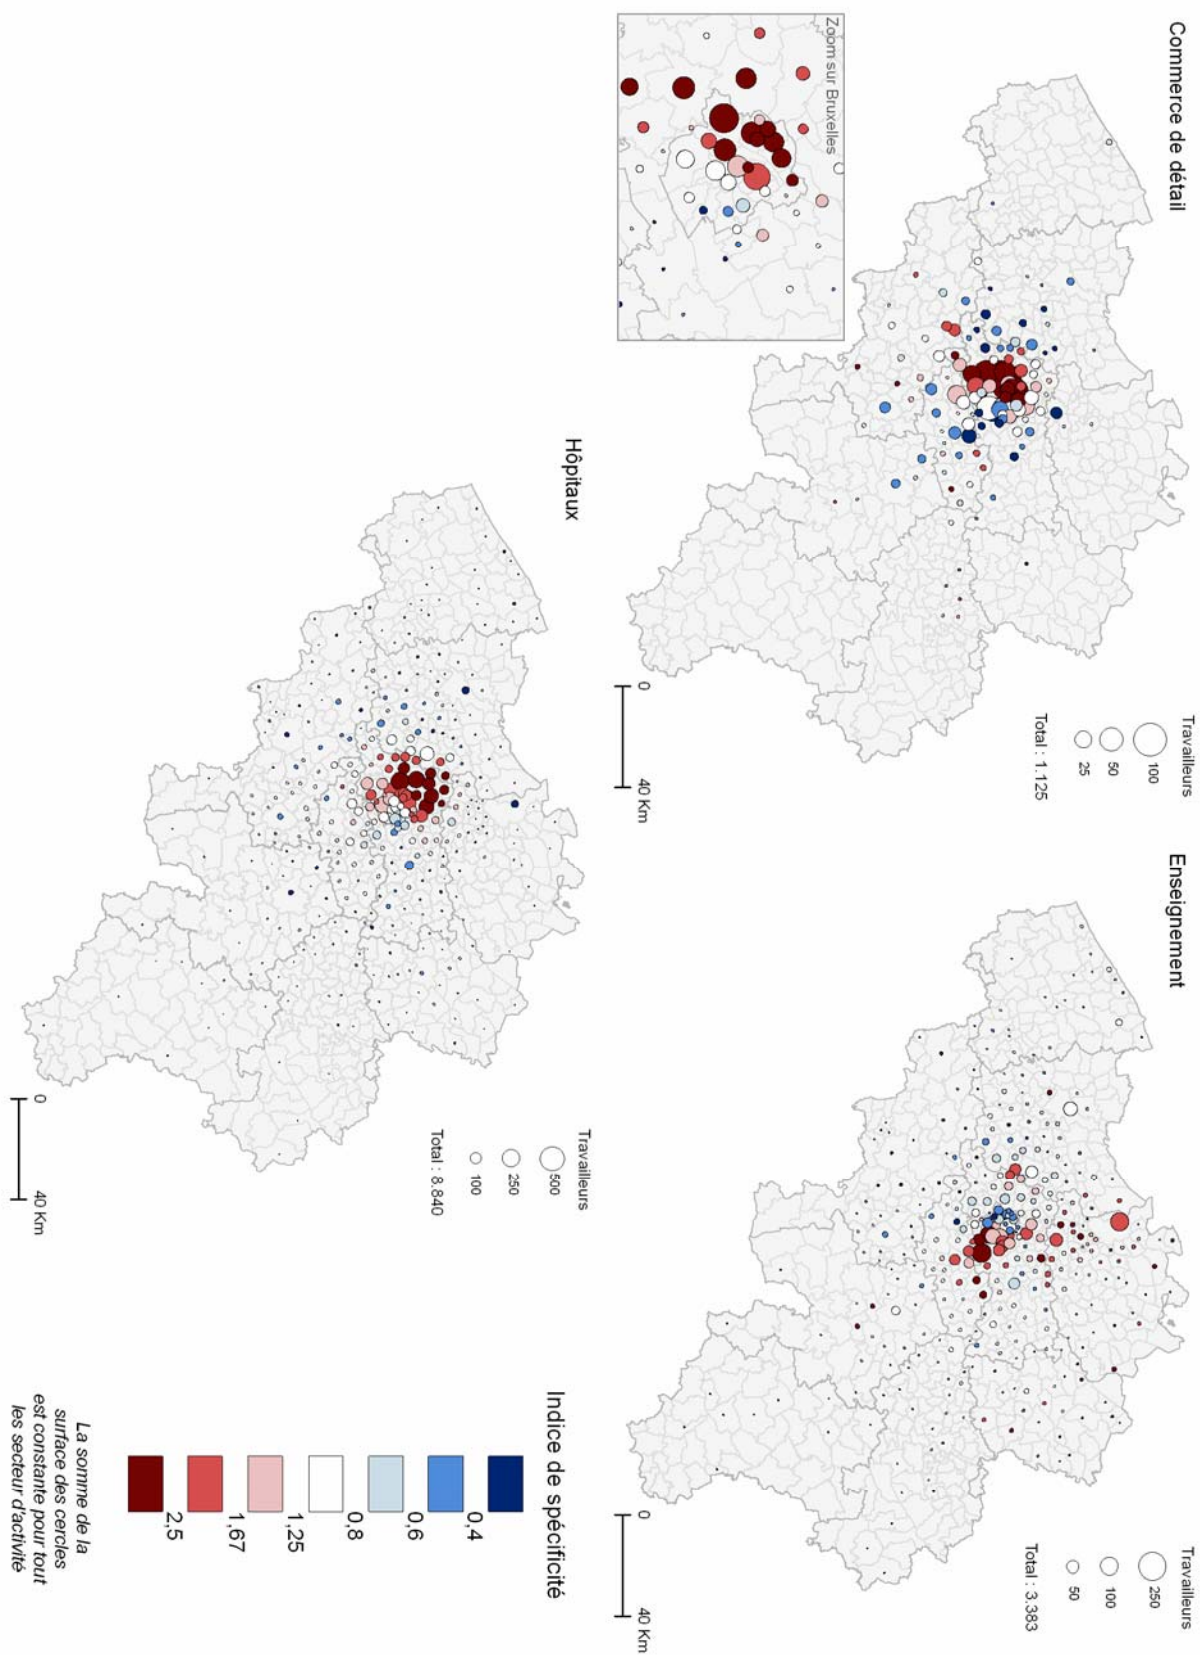 Commerce de détail
Zoom sur Bruxelles
Travailleurs
100
50
25
Total : 1.125
0
40 Km
Enseignement
Travailleurs
250
100
50
Total : 3.383
0
40 Km
Hôpitaux
Travailleurs
500
250
100
Total : 8.840
0
40 Km
Indice de spécificité
0,4
0,6
0,8
1,25
1,67
2,5
La somme de la
surface des cercles
est constante pour tout
les secteur d'activité